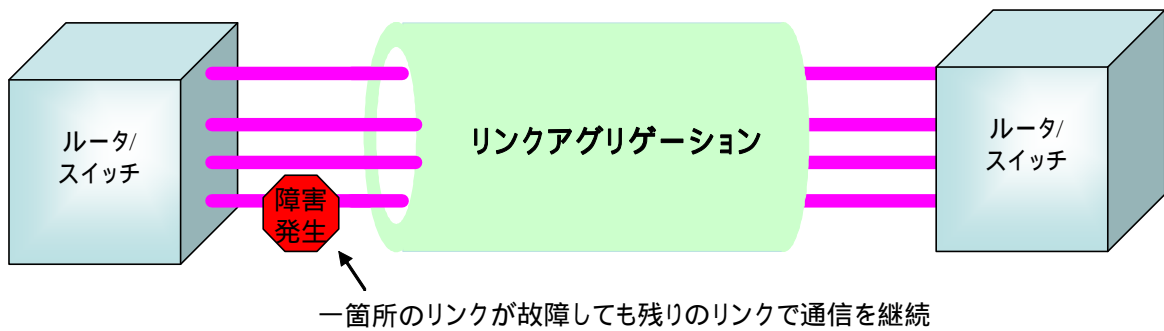 ルータ/
スイッチ
リンクアグリゲーション
ルータ/
スイッチ
障害
発生
一箇所のリンクが故障しても残りのリンクで通信を継続